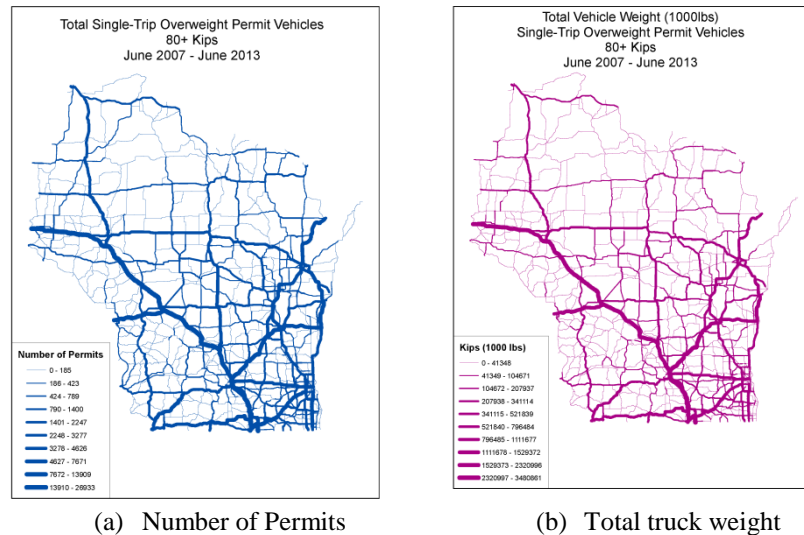 Total Single-Trip Overweight Permit Vehicles
80+ Kips
June 2007 - June 2013
Number of Permits
0 - 185
186 - 423
424 - 789
790 - 1400
1401 - 2247
2248 - 3277
3278 - 4626
4627 - 7671
7672 - 13909
13910 - 26933
(a) Number of Permits
Total Vehicle Weight (1000lbs)
Single-Trip Overweight Permit Vehicles
80+ Kips
June 2007 - June 2013
Kips (1000 lbs)
0 - 41348
41349 - 104671
104672 - 207937
207938 - 341114
341115 - 521839
521840 - 796484
796485 - 1111677
1111678 - 1529372
1529373 - 2320996
2320997 - 3480861
(b) Total truck weight